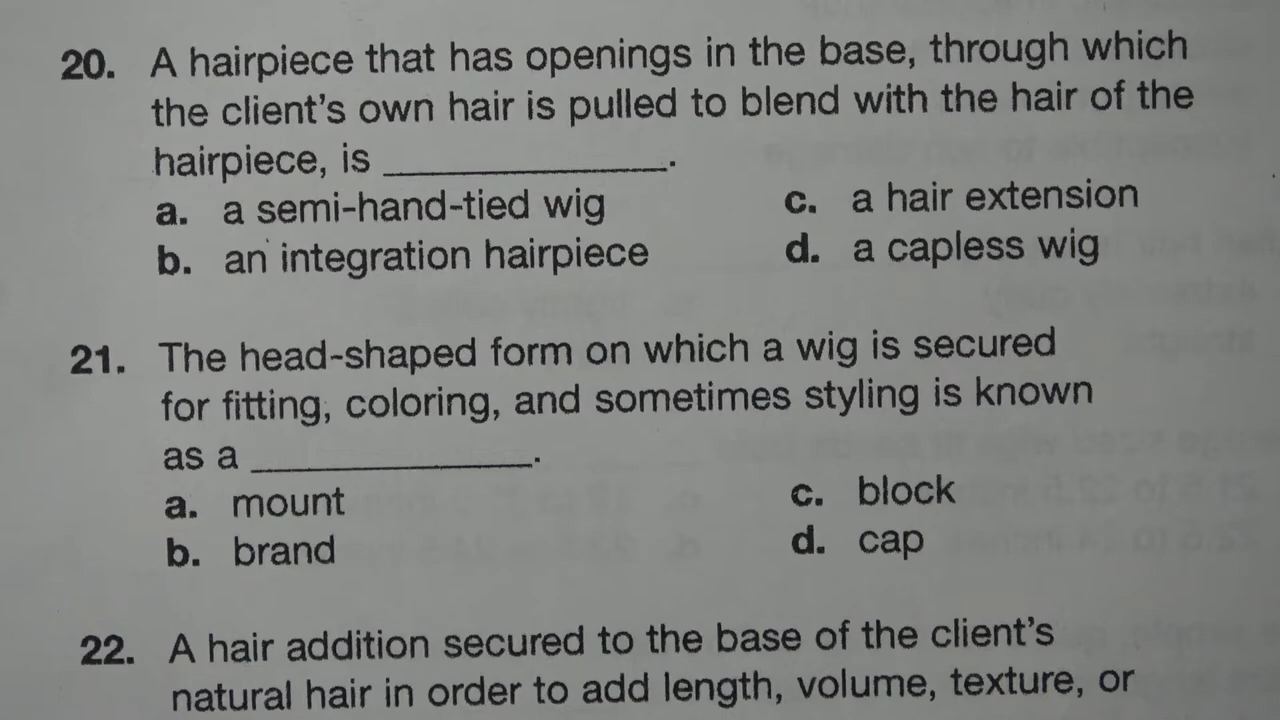 20. A hairpiece that has openings in the base, through which
the client's own hair is pulled to blend with the hair of the
hairpiece, is ______________.
a. a semi-hand-tied wig c. a hair extension
b. an integration hairpiece d. a capless wig
21. The head-shaped form on which a wig is secured
for fitting, coloring, and sometimes styling is known
as a ______________.
a. mount c. block
b. brand d. cap
22. A hair addition secured to the base of the client's
natural hair in order to add length, volume, texture, or